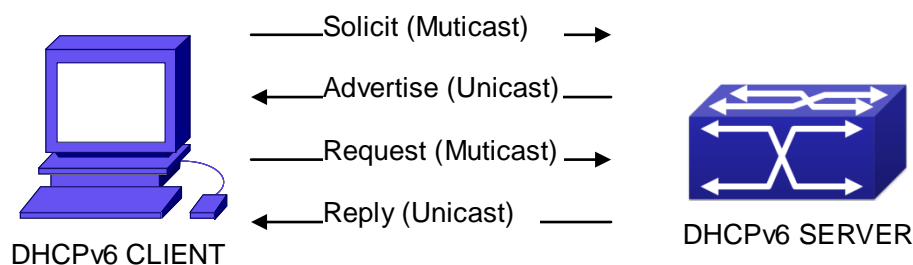 Solicit (Muticast)
Advertise (Unicast)
Request (Muticast)
Reply (Unicast)
DHCPv6 CLIENT
DHCPv6 SERVER